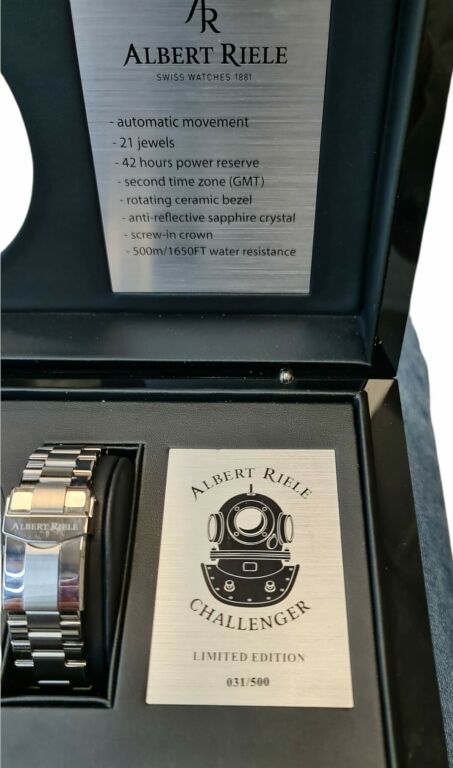 AR
ALBERT RIELE
SWISS WATCHES 1881
- automatic movement
- 21 jewels
- 42 hours power reserve
- second time zone (GMT)
- rotating ceramic bezel
- anti-reflective sapphire crystal
- screw-in crown
- 500m/1650FT water resistance
ALBERT RIELE
ALBERT RIELE
CHALLENGER
LIMITED EDITION
031/500